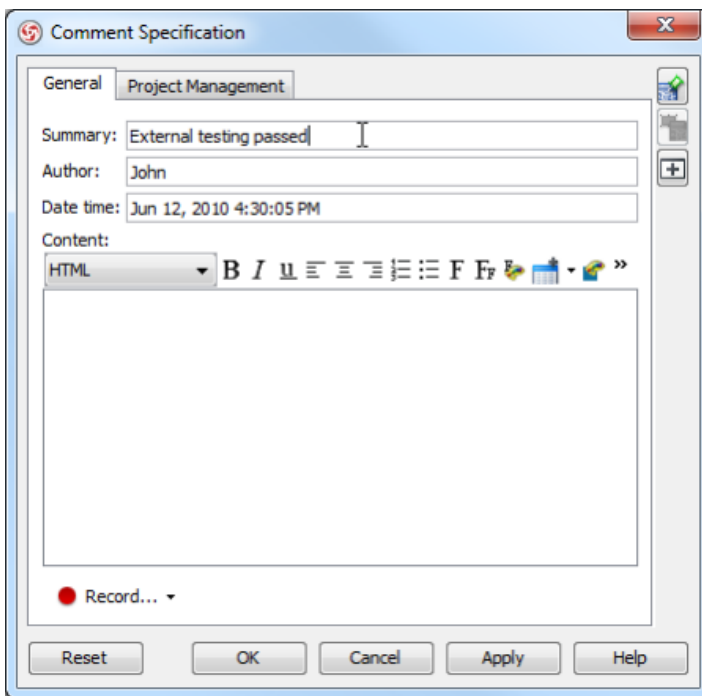 Comment Specification
General Project Management
Summary: External testing passed
Author: John
Date time: Jun 12, 2010 4:30:05 PM
Content:
HTML B I u F FF »
Record...
Reset OK Cancel Apply Help